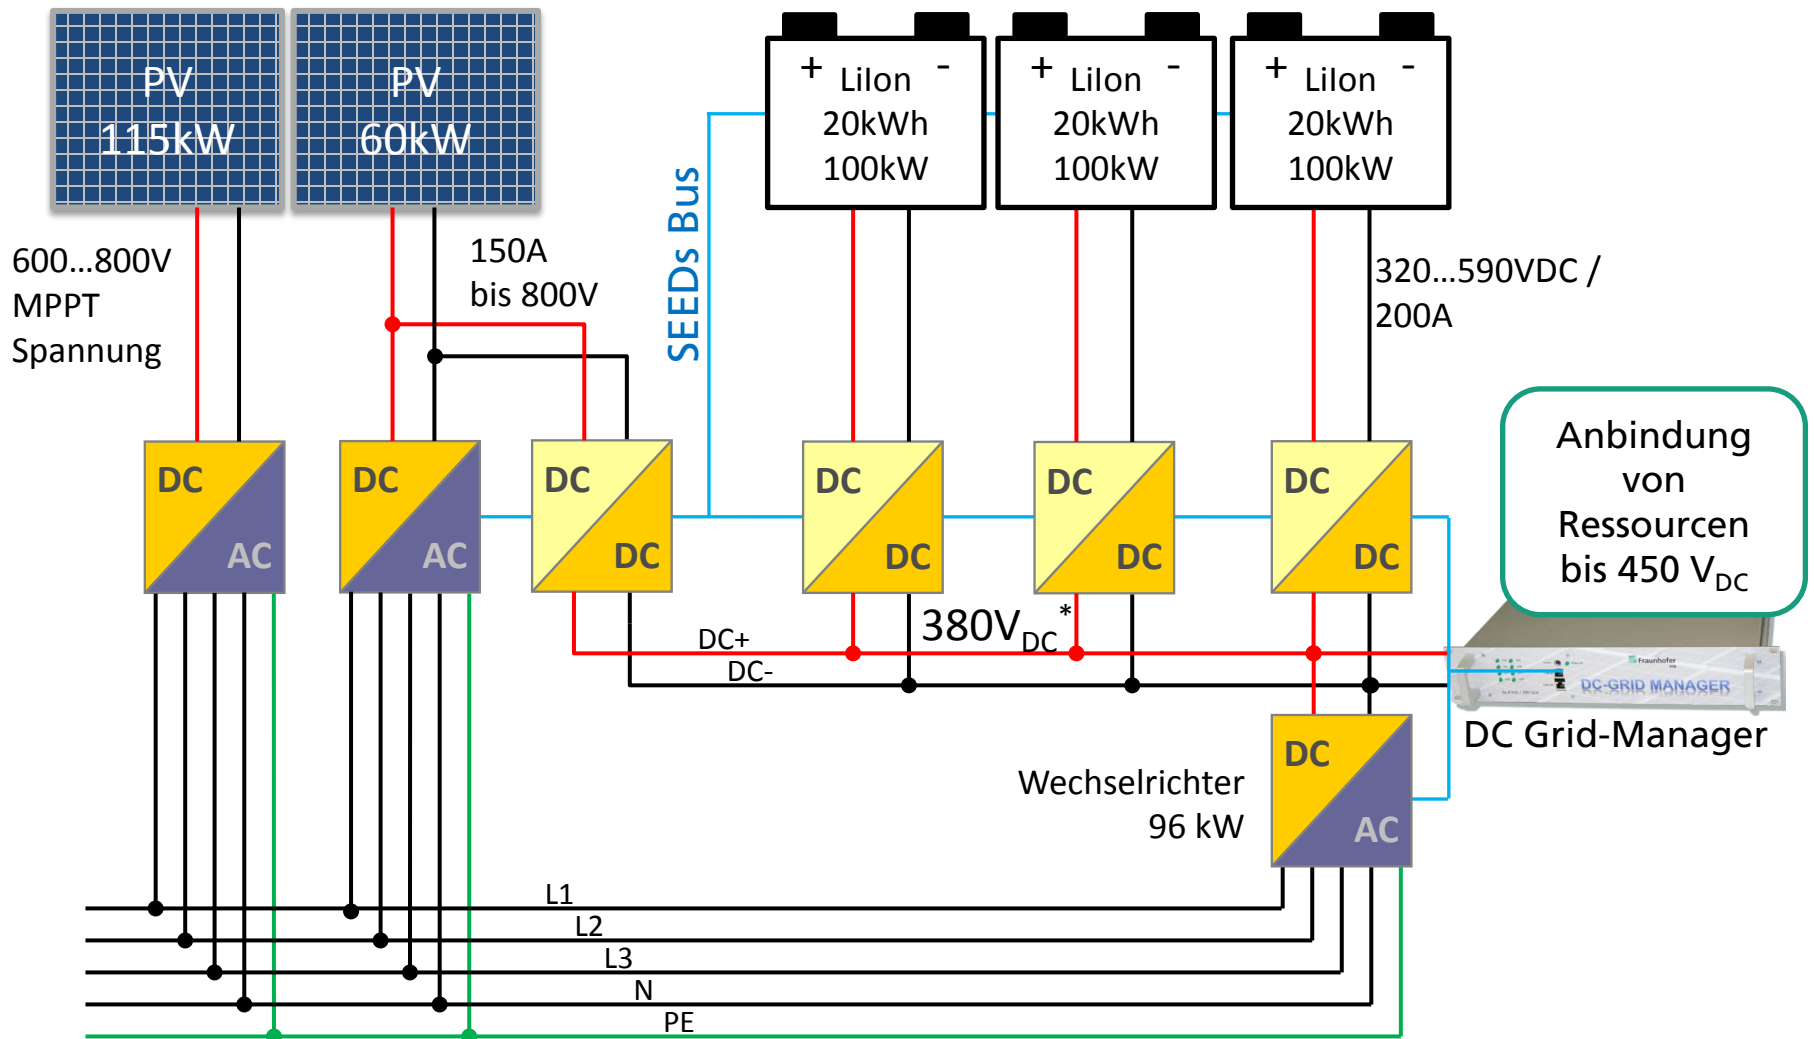 PV
115kW
PV
60kW
+ LiIon -
20kWh
100kW
+ LiIon -
20kWh
100kW
+ LiIon -
20kWh
100kW
600...800V
MPPT
Spannung
150A
bis 800V
SEEDs Bus
320...590VDC /
200A
Anbindung
von
Ressourcen
bis 450 VDC
DC
AC
DC
AC
DC
DC
DC
DC
DC
DC
DC
DC
380VDC*
DC+
DC-
Fraunhofer
DC-GRID MANAGER
DC Grid-Manager
Wechselrichter
96 kW
DC
AC
L1
L2
L3
N
PE